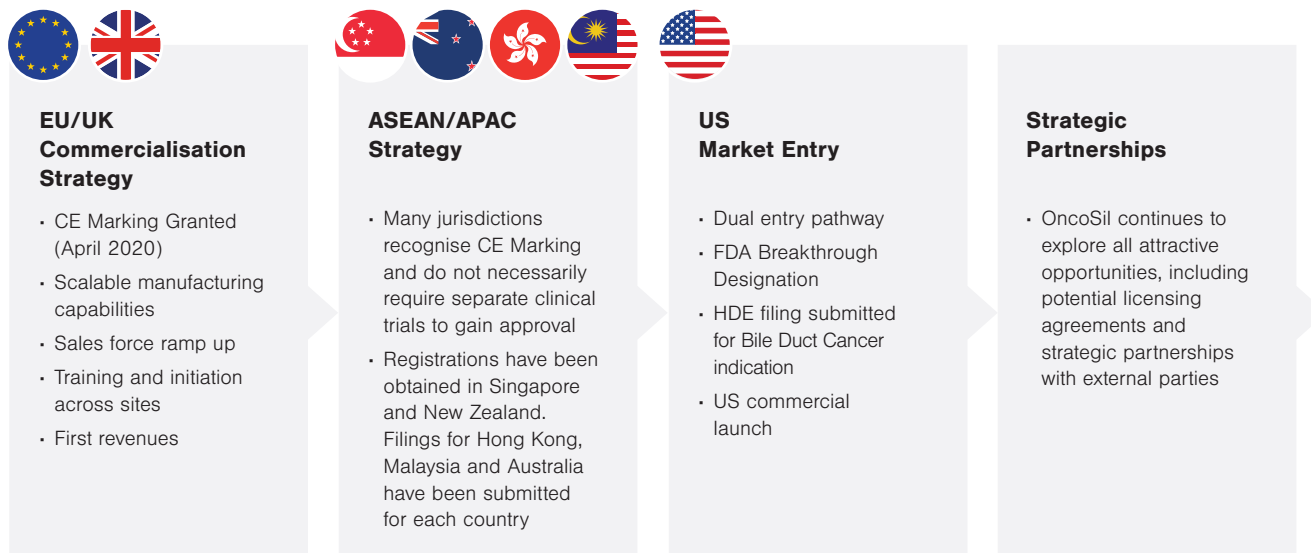 EU/UK
Commercialisation
Strategy
· CE Marking Granted
(April 2020)
· Scalable manufacturing
capabilities
· Sales force ramp up
· Training and initiation
across sites
· First revenues
ASEAN/APAC
Strategy
· Many jurisdictions
recognise CE Marking
and do not necessarily
require separate clinical
trials to gain approval
· Registrations have been
obtained in Singapore
and New Zealand.
Filings for Hong Kong,
Malaysia and Australia
have been submitted
for each country
US
Market Entry
· Dual entry pathway
· FDA Breakthrough
Designation
· HDE filing submitted
for Bile Duct Cancer
indication
· US commercial
launch
Strategic
Partnerships
· OncoSil continues to
explore all attractive
opportunities, including
potential licensing
agreements and
strategic partnerships
with external parties